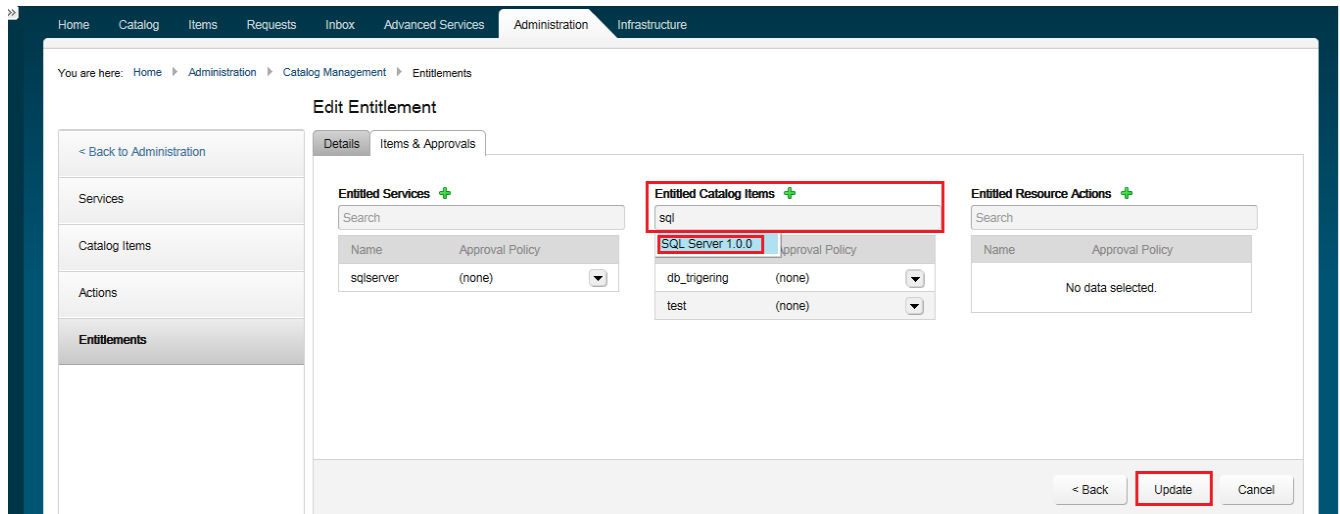 »
Home Catalog Items Requests Inbox Advanced Services Administration Infrastructure
You are here: Home Administration Catalog Management Entitlements
Edit Entitlement
< Back to Administration
Services
Catalog Items
Actions
Entitlements
Details Items & Approvals
Entitled Services
Search
Name Approval Policy
sqlserver (none)
Entitled Catalog Items
sql
SQL Server 1.0.0
pproval Policy
db_trigering (none)
test (none)
Entitled Resource Actions
Search
Name Approval Policy
No data selected.
< Back Update Cancel